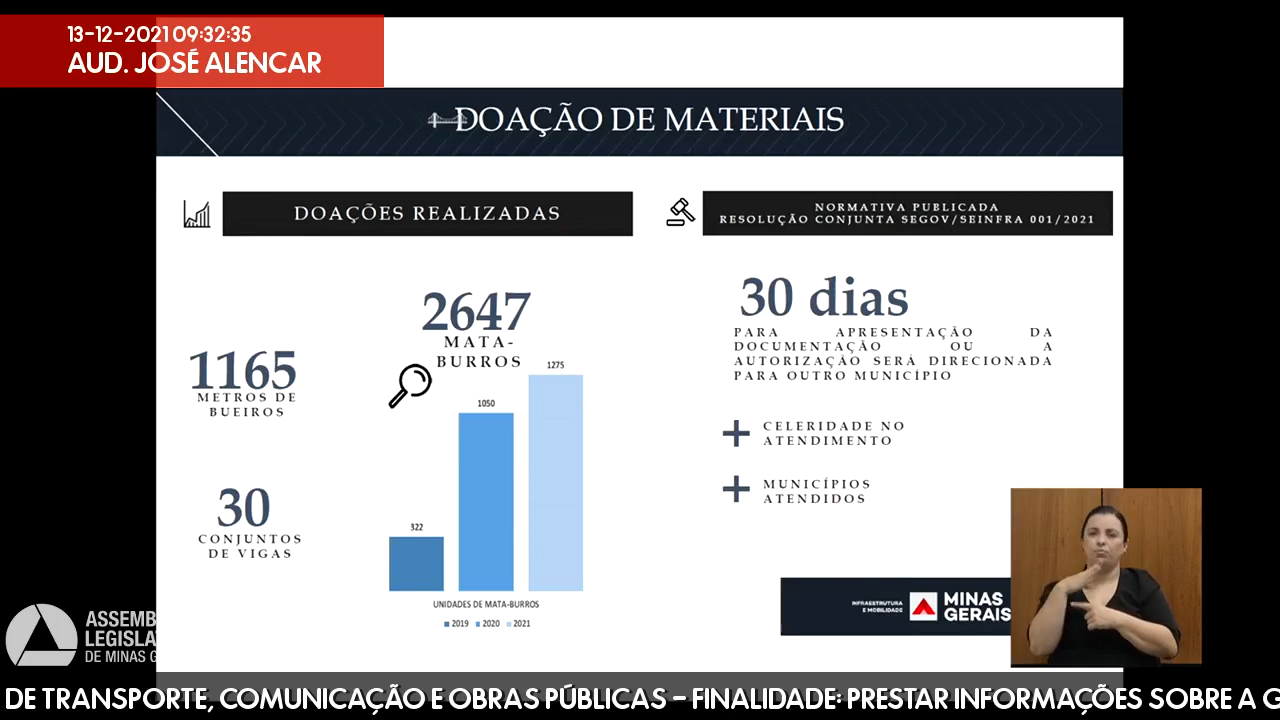 13-12-2021 09:32:35
AUD. JOSÉ ALENCAR
DOAÇÃO DE MATERIAIS
DOAÇÕES REALIZADAS
NORMATIVA PUBLICADA
RESOLUÇÃO CONJUNTA SEGOV/SEINFRA 001/2021
2647
MATA-
BURROS
1165
METROS DE
BUEIROS
30
CONJUNTOS
DE VIGAS
322
1050
1275
UNIDADES DE MATA-BURROS
2019 2020 2021
30 dias
PARA APRESENTAÇÃO DA
DOCUMENTAÇÃO OU A
AUTORIZAÇÃO SERÁ DIRECIONADA
PARA OUTRO MUNICÍPIO
+ CELERIDADE NO
ATENDIMENTO
+ MUNICÍPIOS
ATENDIDOS
INFRAESTRUTURA
E MOBILIDADE
MINAS
GERAIS
ASSEMB
LEGISLA
DE MINAS G
DE TRANSPORTE, COMUNICAÇÃO E OBRAS PÚBLICAS – FINALIDADE: PRESTAR INFORMAÇÕES SOBRE A G